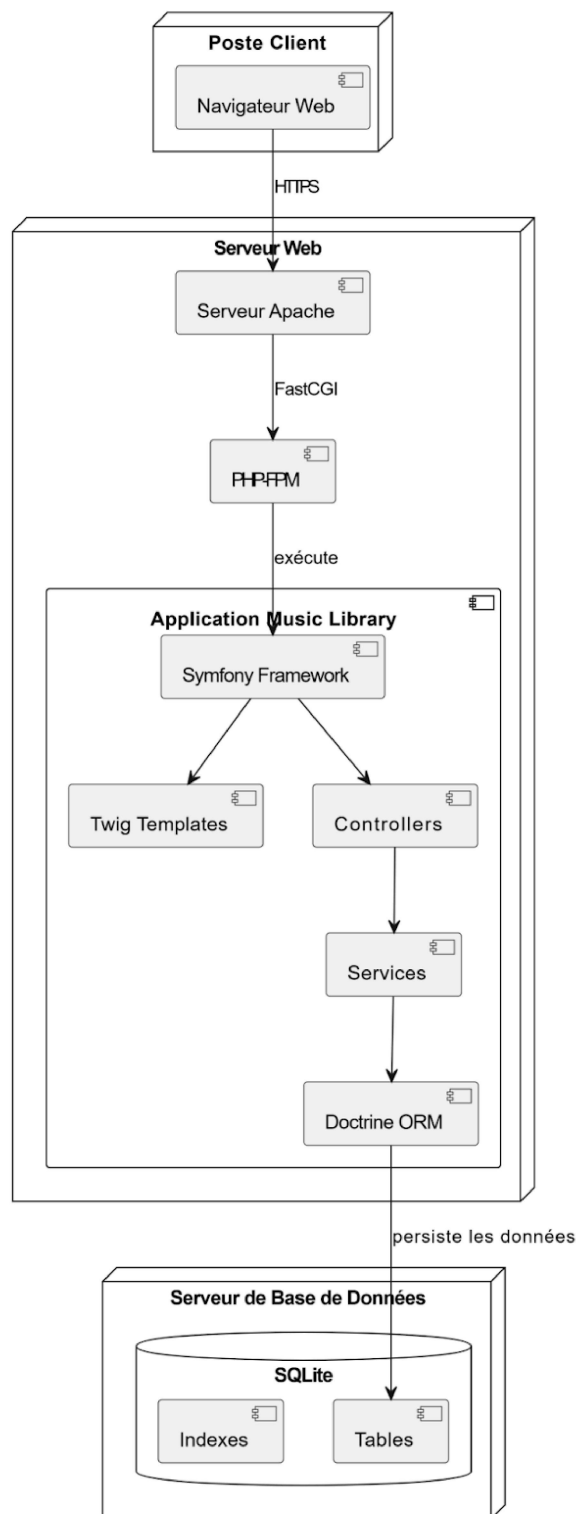 Poste Client
Navigateur Web
HTTPS
Serveur Web
Serveur Apache
FastCGI
PHP-FPM
exécute
Application Music Library
Symfony Framework
Twig Templates
Controllers
Services
Doctrine ORM
persiste les données
Serveur de Base de Données
SQLite
Indexes
Tables